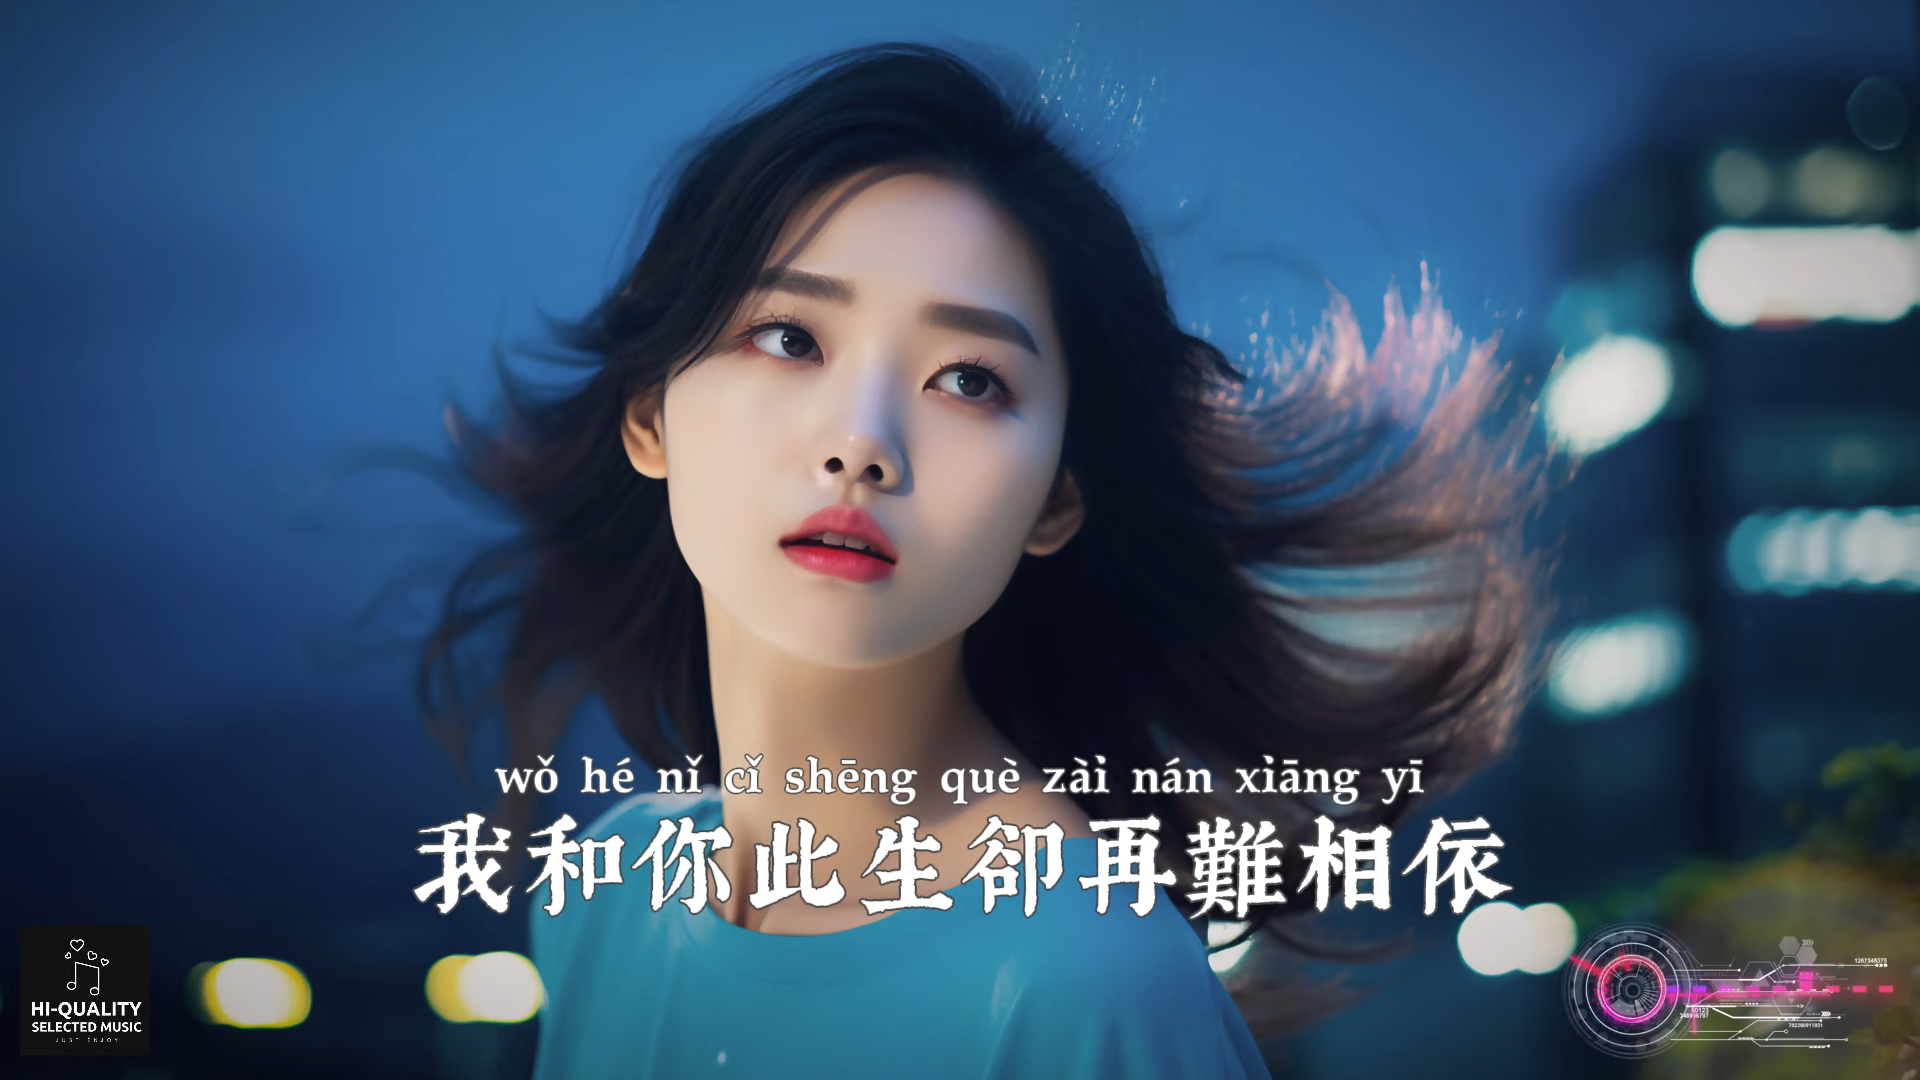 wǒ hé nǐ cǐ shēng què zài nán xiāng yī
我和你此生卻再難相依
HI-QUALITY
SELECTED MUSIC
JUST ENJOY
1267345375